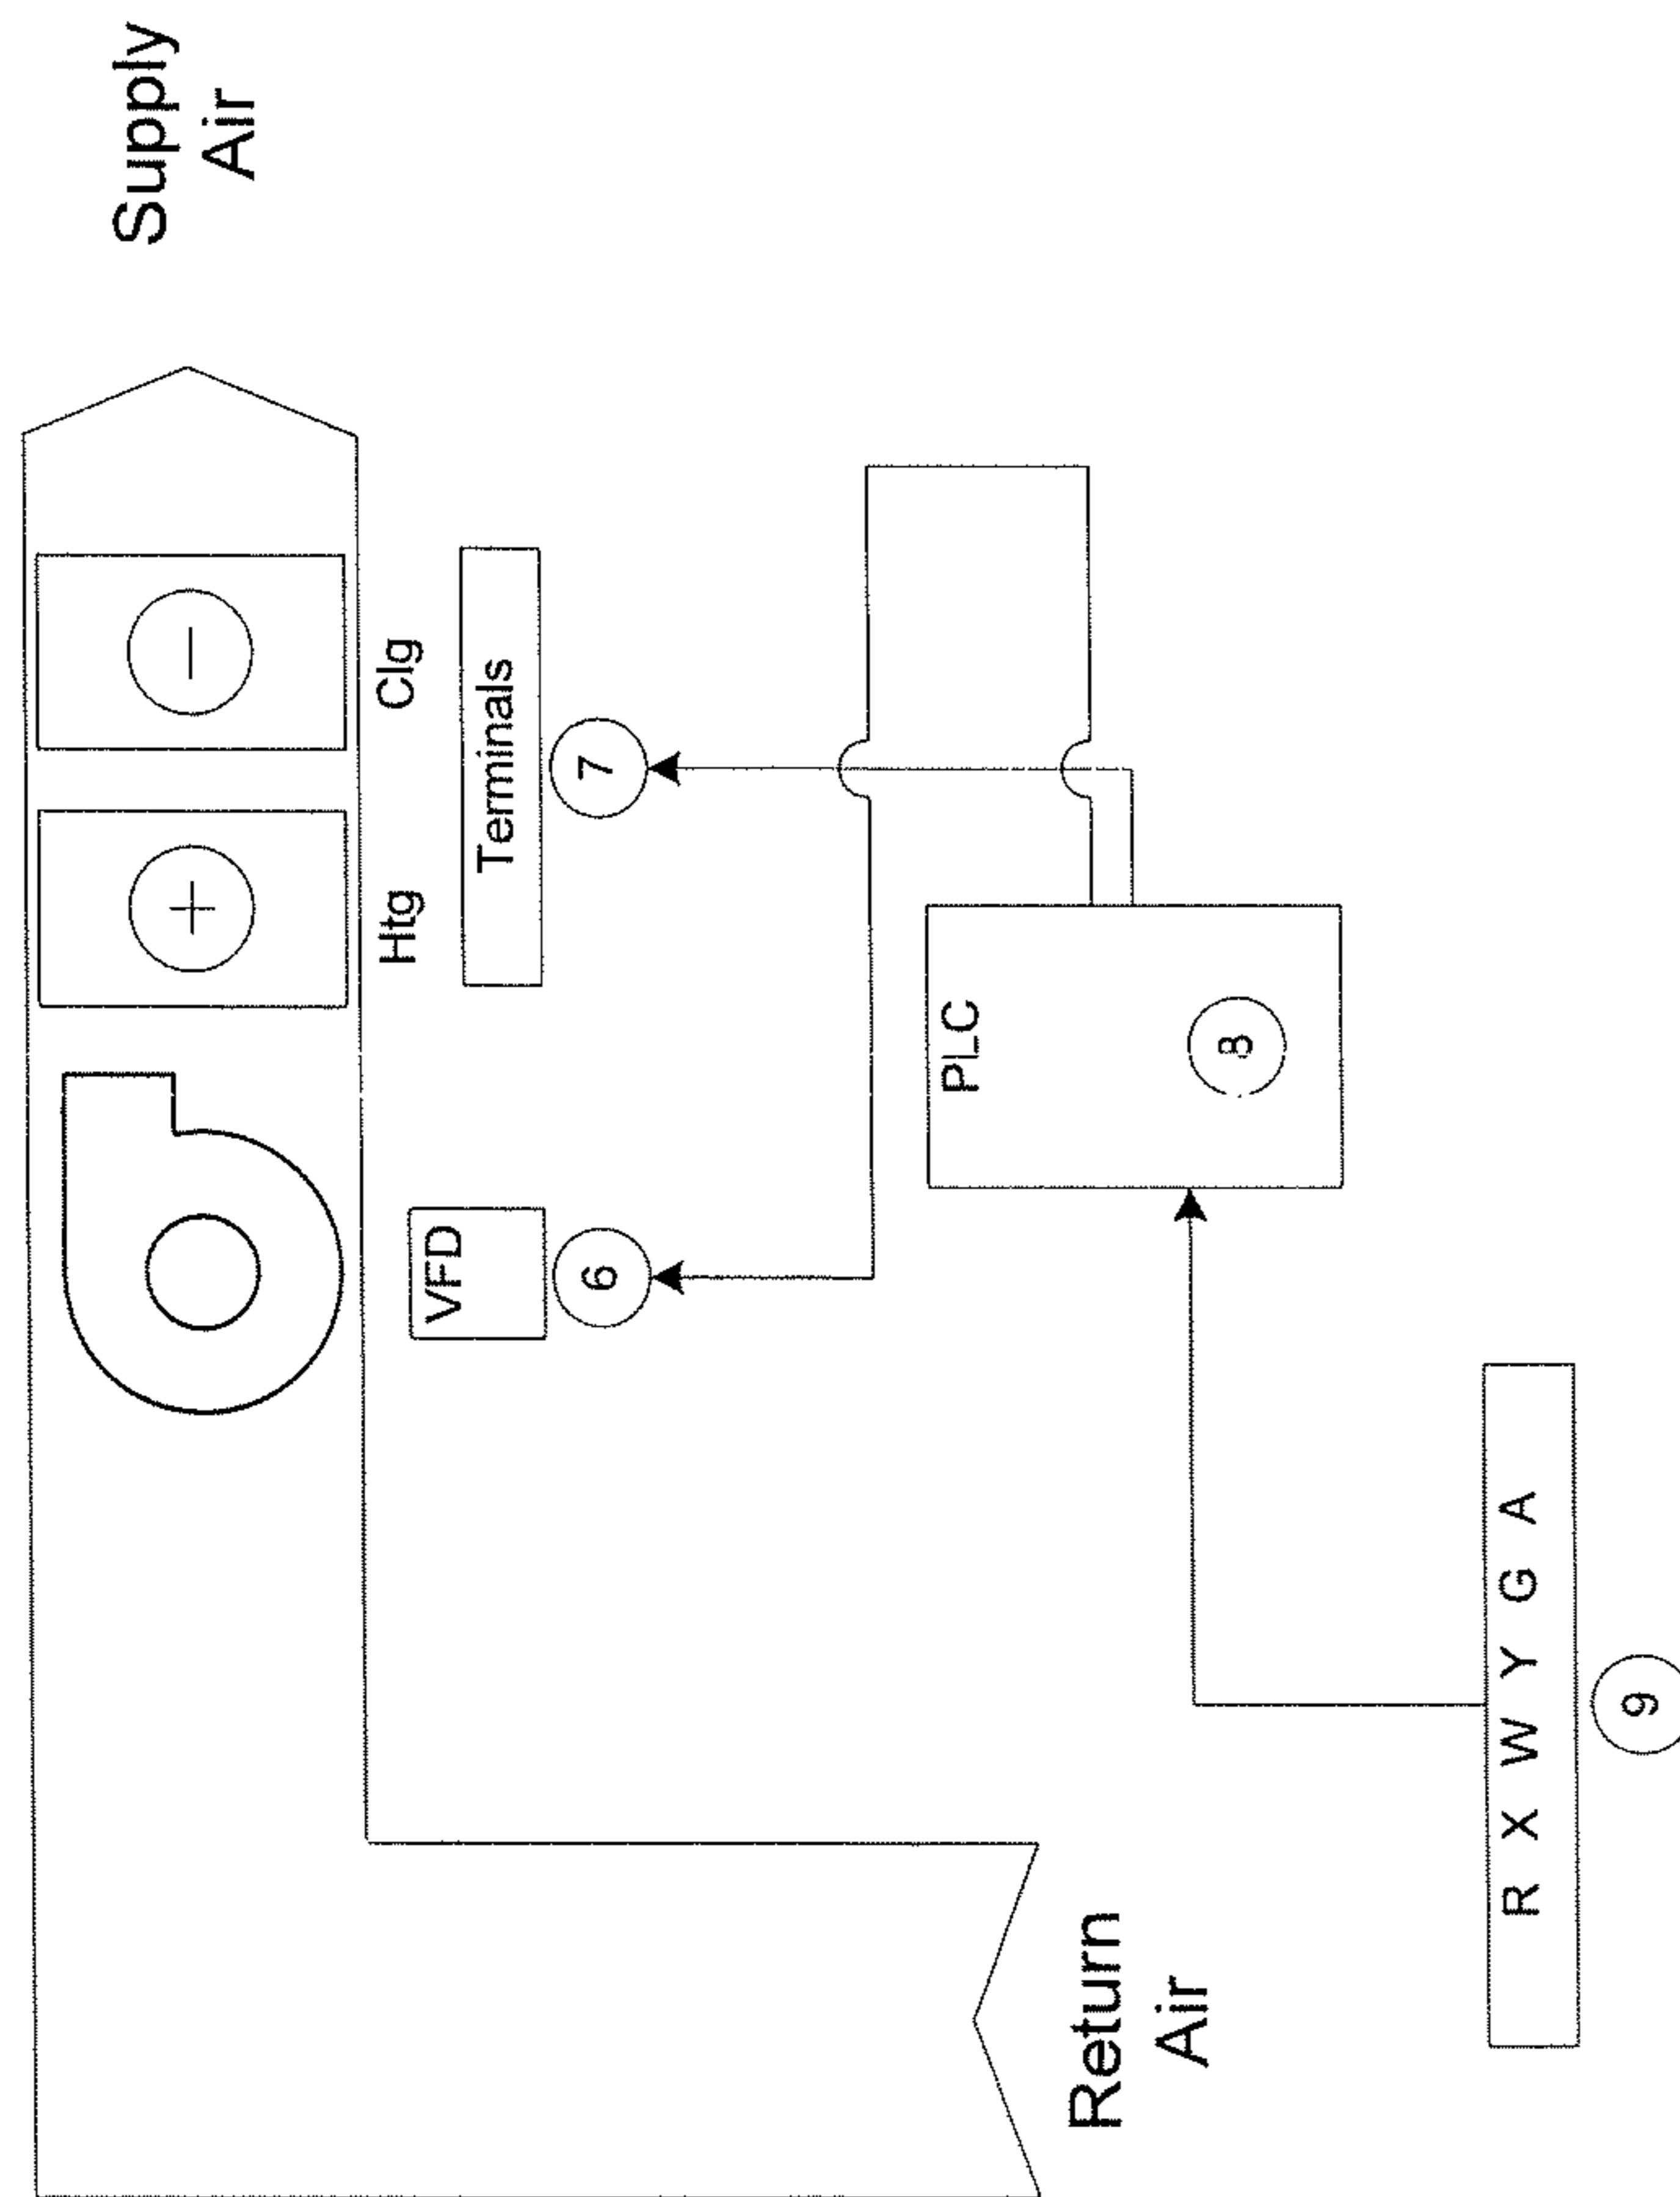 Supply
Air
+
−
Htg
Clg
VFD
Terminals
6
7
PLC
8
Return
Air
R X W Y G A
9